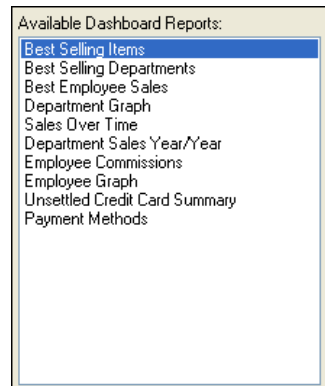 Available Dashboard Reports:
Best Selling Items
Best Selling Departments
Best Employee Sales
Department Graph
Sales Over Time
Department Sales Year/Year
Employee Commissions
Employee Graph
Unsettled Credit Card Summary
Payment Methods